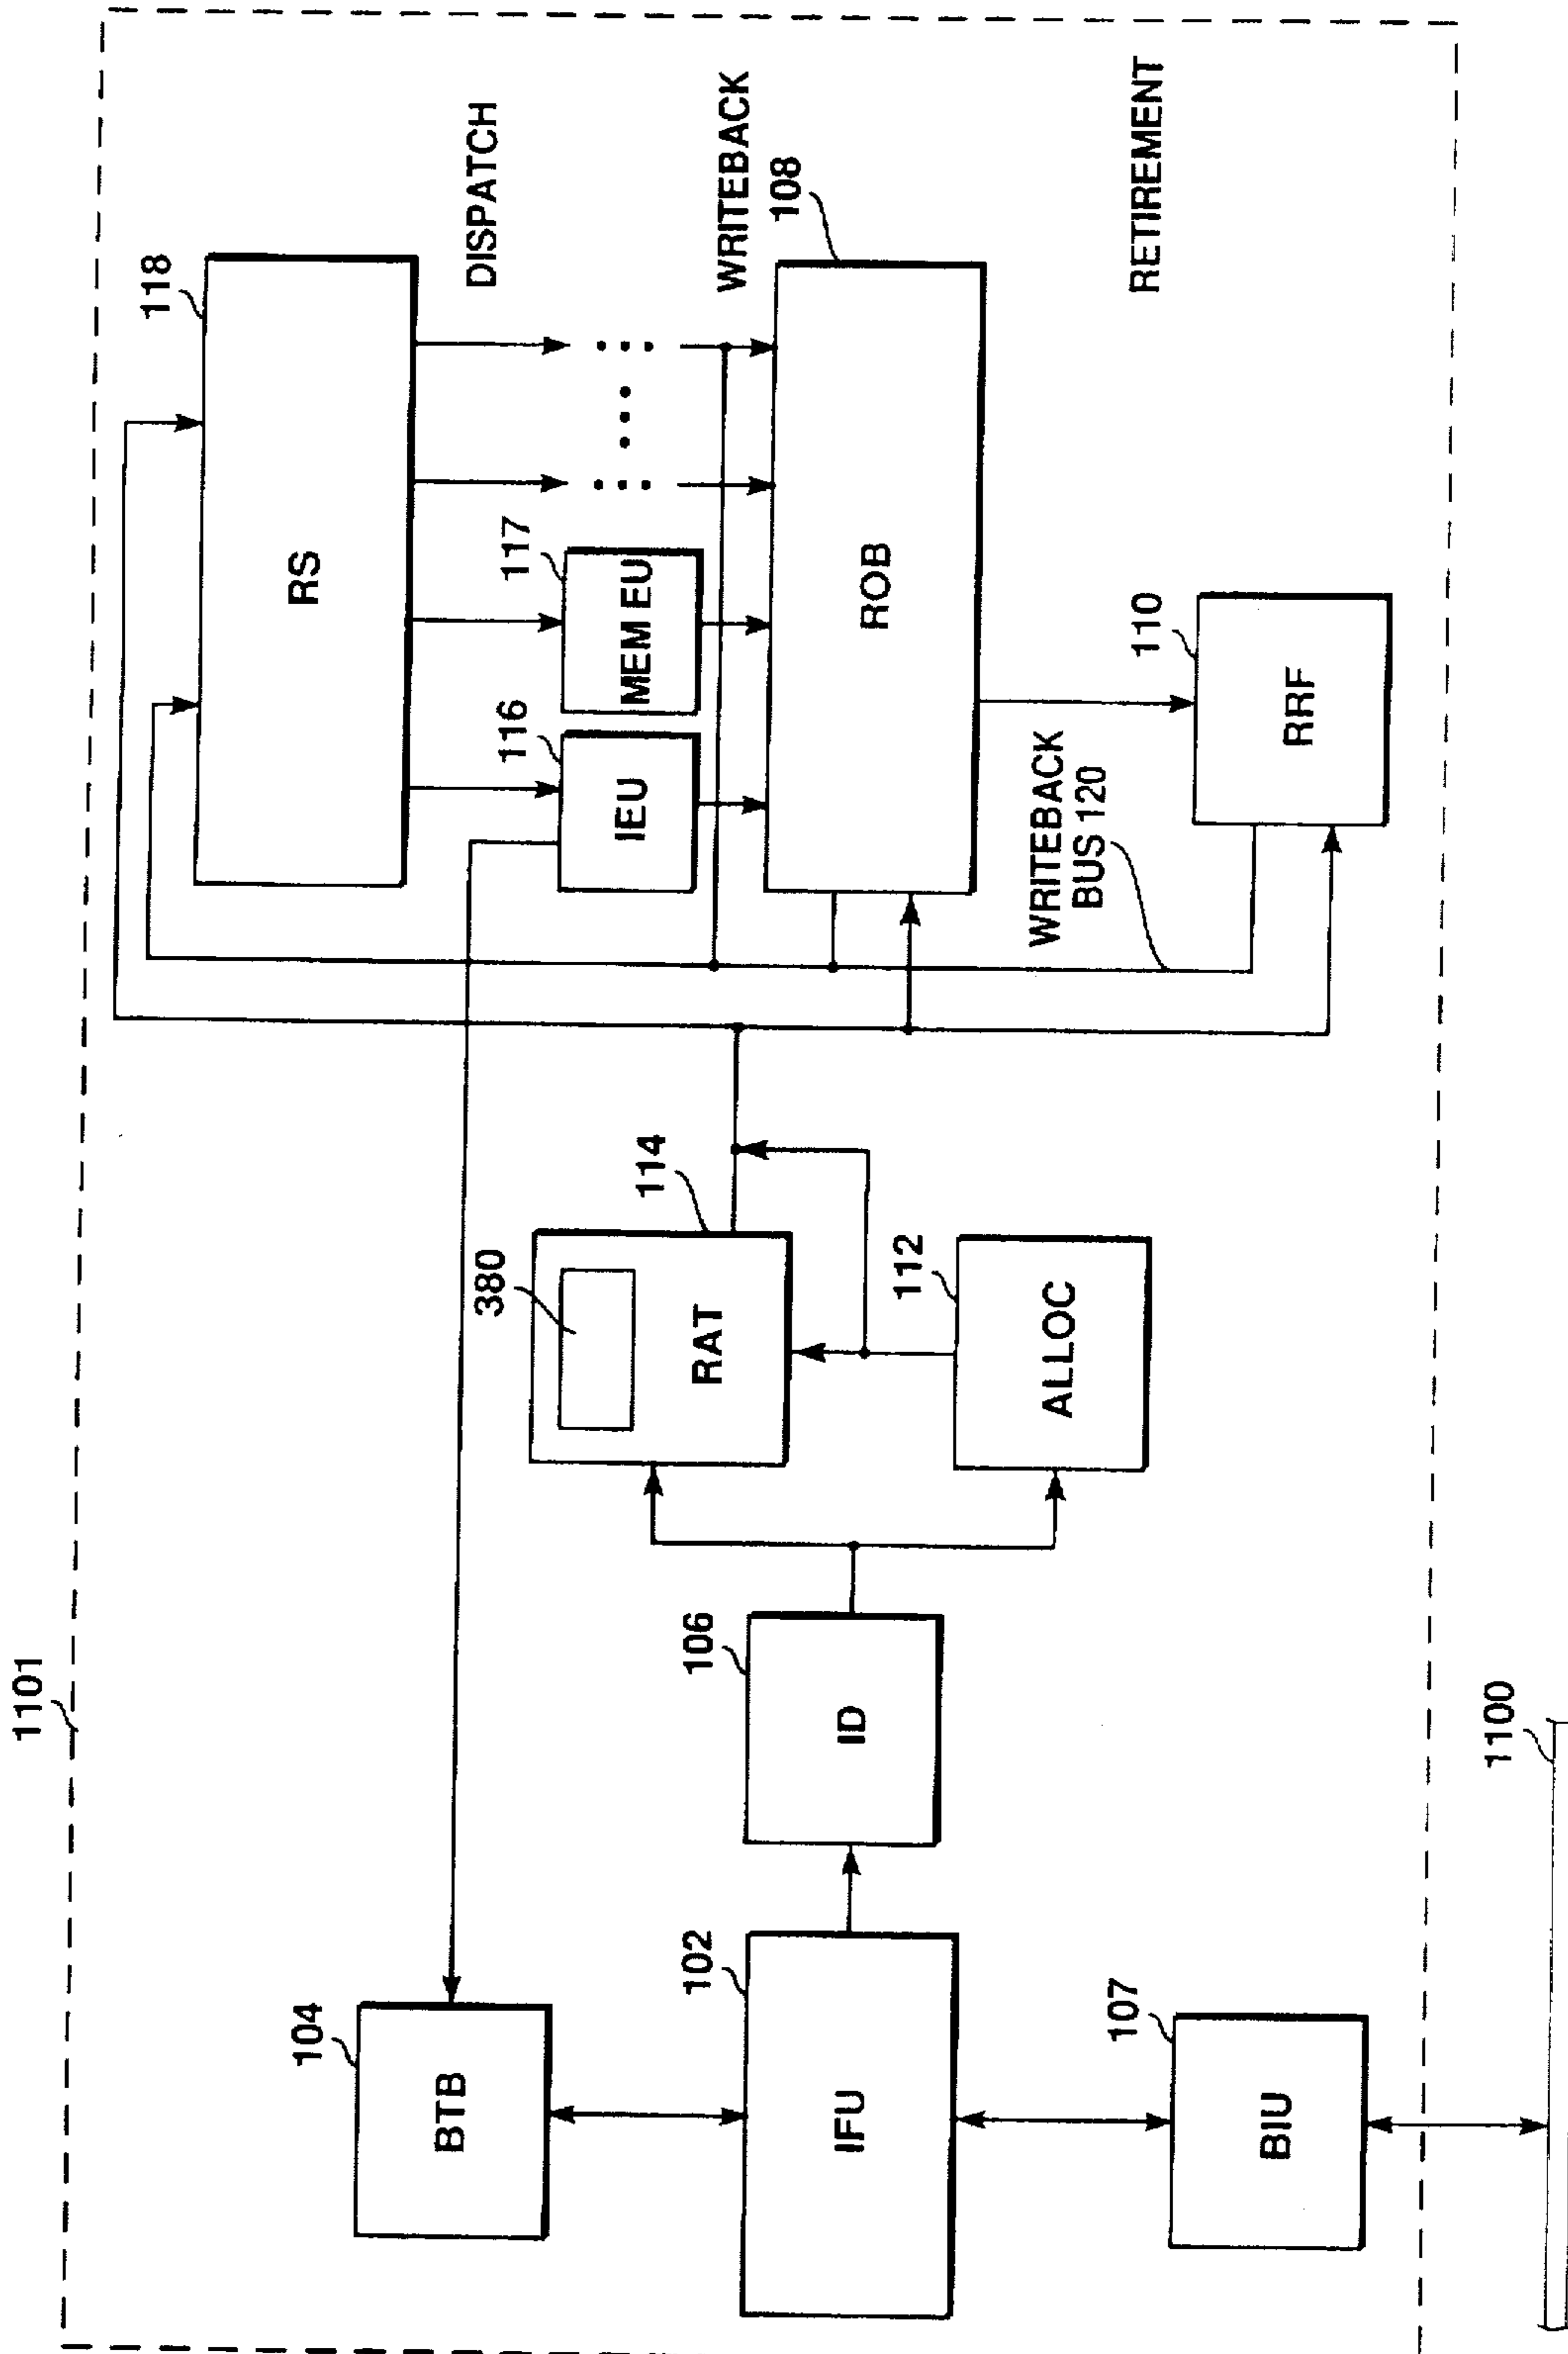 1101
118
RS
DISPATCH
104
BTB
380
RAT
114
116
IEU
117
MEM EU
WRITEBACK
108
102
IFU
106
ID
112
ALLOC
ROB
WRITEBACK
BUS 120
107
BIU
110
RRF
RETIREMENT
1100